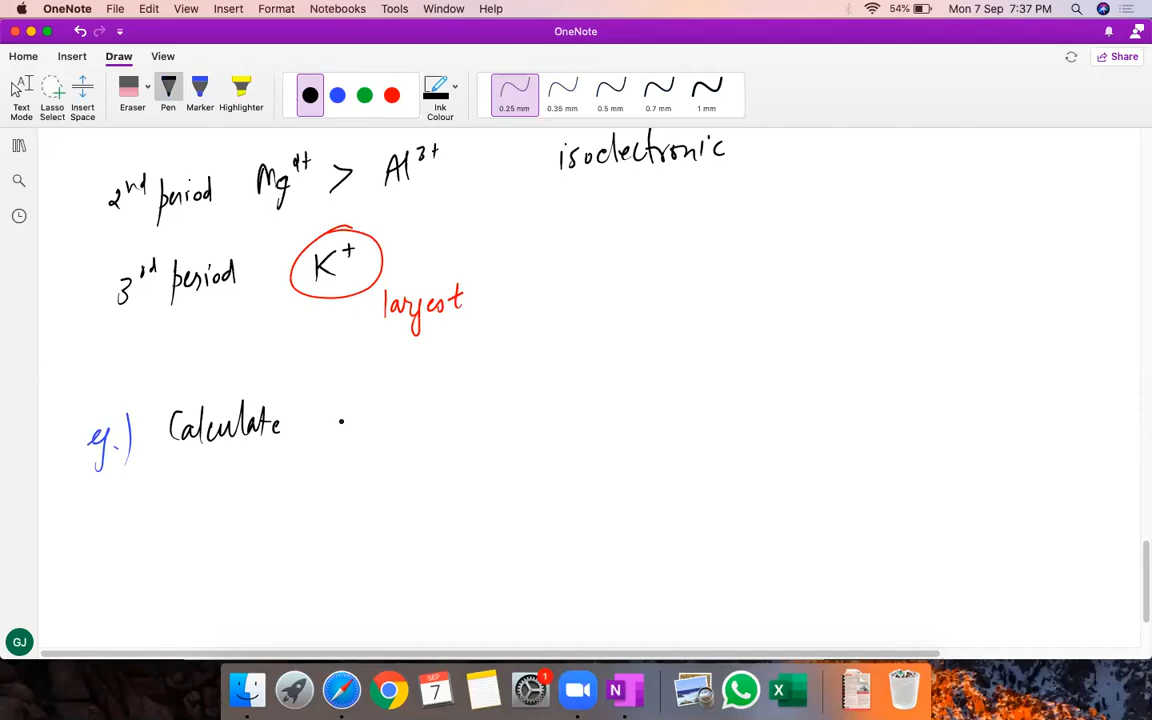 OneNote File Edit View Insert Format Notebooks Tools Window Help 54% Mon 7 Sep 7:37 PM
OneNote
Home Insert Draw View Share
Text Mode Lasso Select Insert Space Eraser Pen Marker Highlighter Ink Colour 0.25 mm 0.35 mm 0.5 mm 0.7 mm 1 mm
isoelectronic
2nd period Mg2+ > Al3+
3rd period K+
largest
eg.) Calculate
GJ
SEP 7 1 N